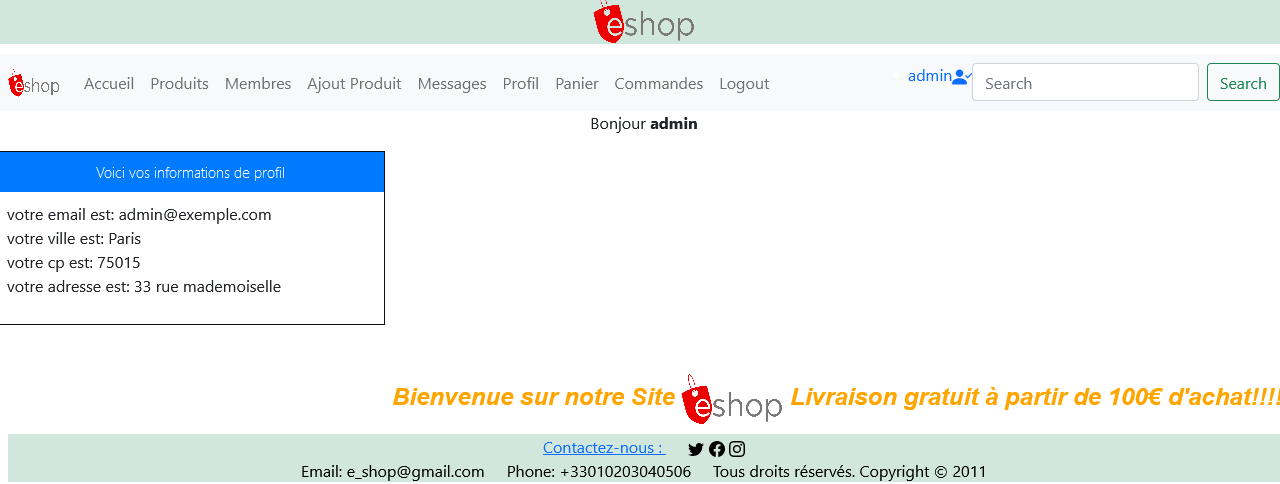 eshop
eshop Accueil Produits Membres Ajout Produit Messages Profil Panier Commandes Logout admin Search Search
Bonjour admin
Voici vos informations de profil
votre email est: admin@exemple.com
votre ville est: Paris
votre cp est: 75015
votre adresse est: 33 rue mademoiselle
Bienvenue sur notre Site eshop Livraison gratuit à partir de 100€ d'achat!!!!
Contactez-nous :
Email: e_shop@gmail.com Phone: +33010203040506 Tous droits réservés. Copyright © 2011